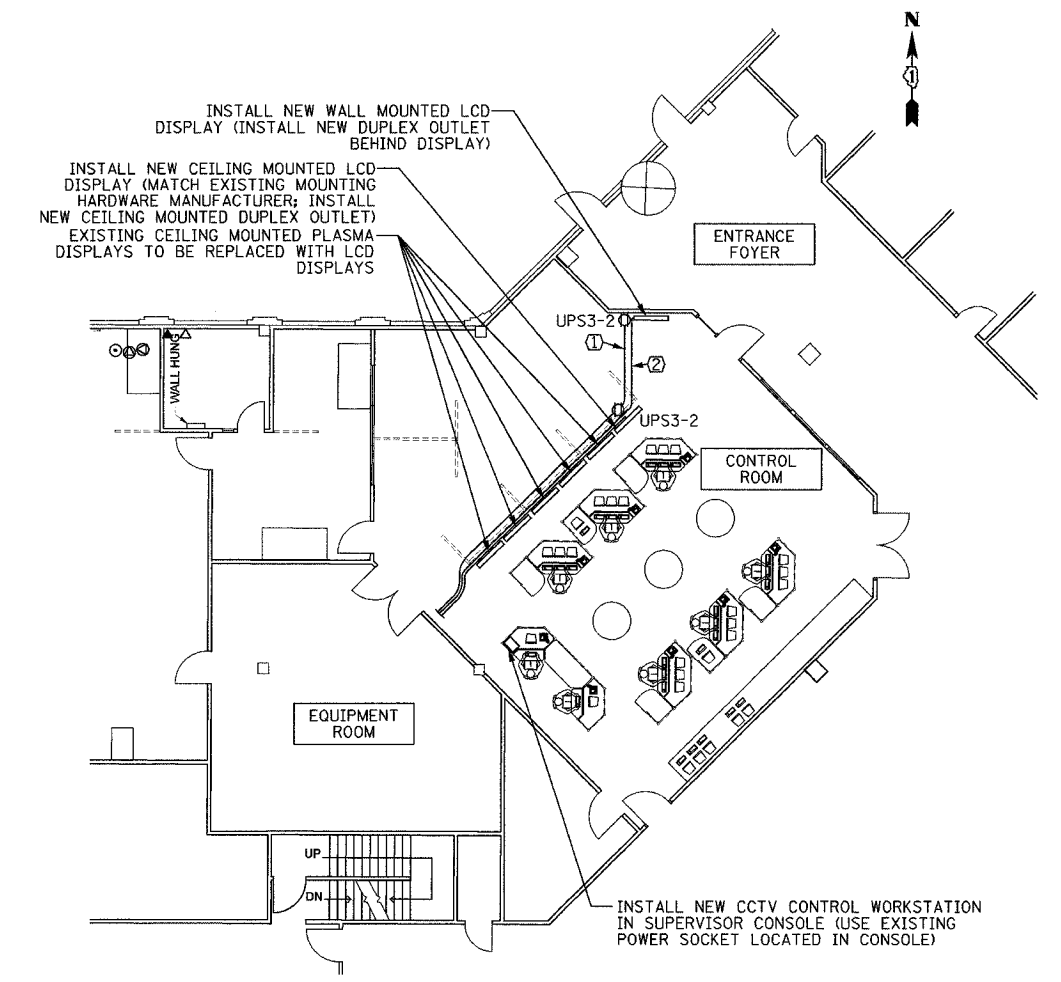 N
1
INSTALL NEW WALL MOUNTED LCD
DISPLAY (INSTALL NEW DUPLEX OUTLET
BEHIND DISPLAY)
INSTALL NEW CEILING MOUNTED LCD
DISPLAY (MATCH EXISTING MOUNTING
HARDWARE MANUFACTURER; INSTALL
NEW CEILING MOUNTED DUPLEX OUTLET)
EXISTING CEILING MOUNTED PLASMA
DISPLAYS TO BE REPLACED WITH LCD
DISPLAYS
ENTRANCE
FOYER
UPS3-2
1
2
WALL HUNG
UPS3-2
CONTROL
ROOM
EQUIPMENT
ROOM
UP
DN
INSTALL NEW CCTV CONTROL WORKSTATION
IN SUPERVISOR CONSOLE (USE EXISTING
POWER SOCKET LOCATED IN CONSOLE)